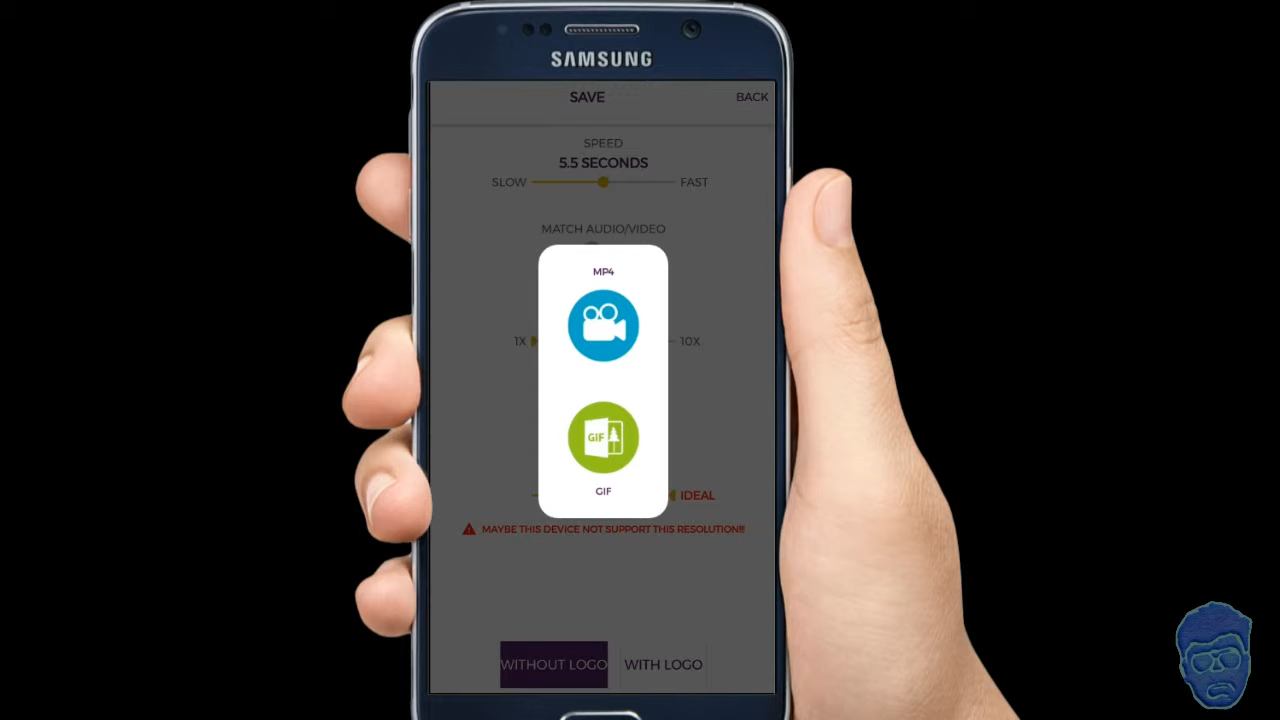 SAMSUNG
SAVE BACK
SPEED
5.5 SECONDS
SLOW FAST
MATCH AUDIO/VIDEO
MP4
1X 10X
GIF
GIF
IDEAL
MAYBE THIS DEVICE NOT SUPPORT THIS RESOLUTION!!!
WITHOUT LOGO WITH LOGO